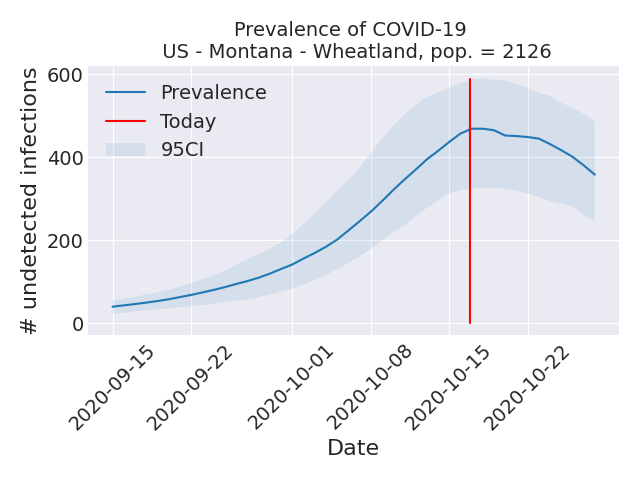 Prevalence of COVID-19
US - Montana - Wheatland, pop. = 2126
# undetected infections
600
400
200
0
Prevalence
Today
95CI
2020-09-15
2020-09-22
2020-10-01
2020-10-08
2020-10-15
2020-10-22
Date